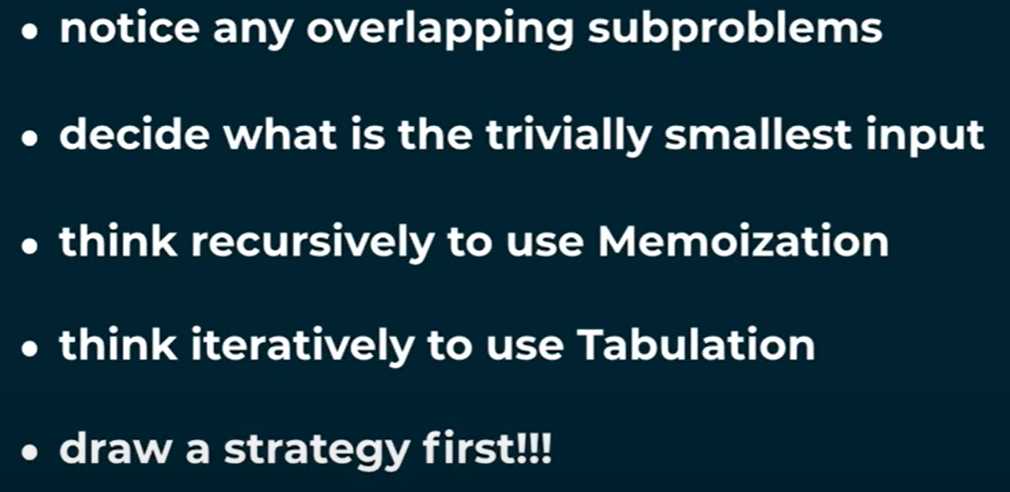 • notice any overlapping subproblems
• decide what is the trivially smallest input
• think recursively to use Memoization
• think iteratively to use Tabulation
• draw a strategy first!!!